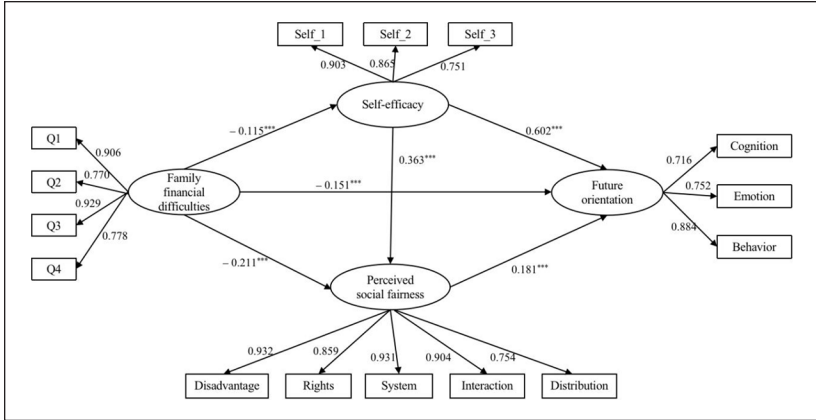 Self_1
Self_2
Self_3
0.903
0.865
0.751
Self-efficacy
Q1
Q2
Q3
Q4
0.906
0.770
0.929
0.778
Family
financial
difficulties
– 0.115***
0.363***
0.602***
– 0.151***
– 0.211***
0.181***
Future
orientation
0.716
0.752
0.884
Cognition
Emotion
Behavior
Perceived
social fairness
0.932
0.859
0.931
0.904
0.754
Disadvantage
Rights
System
Interaction
Distribution